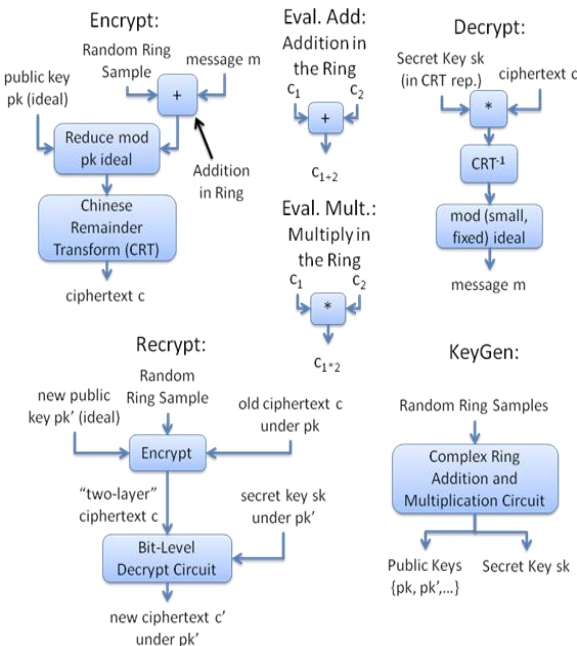 Encrypt:
Random Ring
Sample
message m
public key
pk (ideal)
+
Reduce mod
pk ideal
Addition
in Ring
Chinese
Remainder
Transform (CRT)
ciphertext c
Eval. Add:
Addition in
the Ring
c1
c2
+
c1+2
Eval. Mult.:
Multiply in
the Ring
c1
c2
*
c1*2
Decrypt:
Secret Key sk
(in CRT rep.)
ciphertext c
*
CRT-1
mod (small,
fixed) ideal
message m
Recrypt:
new public
key pk' (ideal)
Random
Ring Sample
old ciphertext c
under pk
Encrypt
"two-layer"
ciphertext c
secret key sk
under pk'
Bit-Level
Decrypt Circuit
new ciphertext c'
under pk'
KeyGen:
Random Ring Samples
Complex Ring
Addition and
Multiplication Circuit
Public Keys
{pk, pk',...}
Secret Key sk